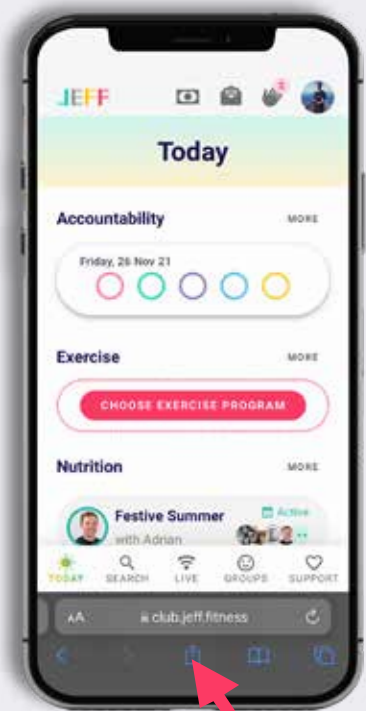 JEFF
Today
Accountability MORE
Friday, 26 Nov 21
Exercise MORE
CHOOSE EXERCISE PROGRAM
Nutrition MORE
Festive Summer Active
with Adrian
TODAY SEARCH LIVE GROUPS SUPPORT
AA club.jeff.fitness